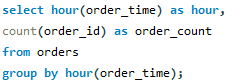 select hour(order_time) as hour,
count(order_id) as order_count
from orders
group by hour(order_time);